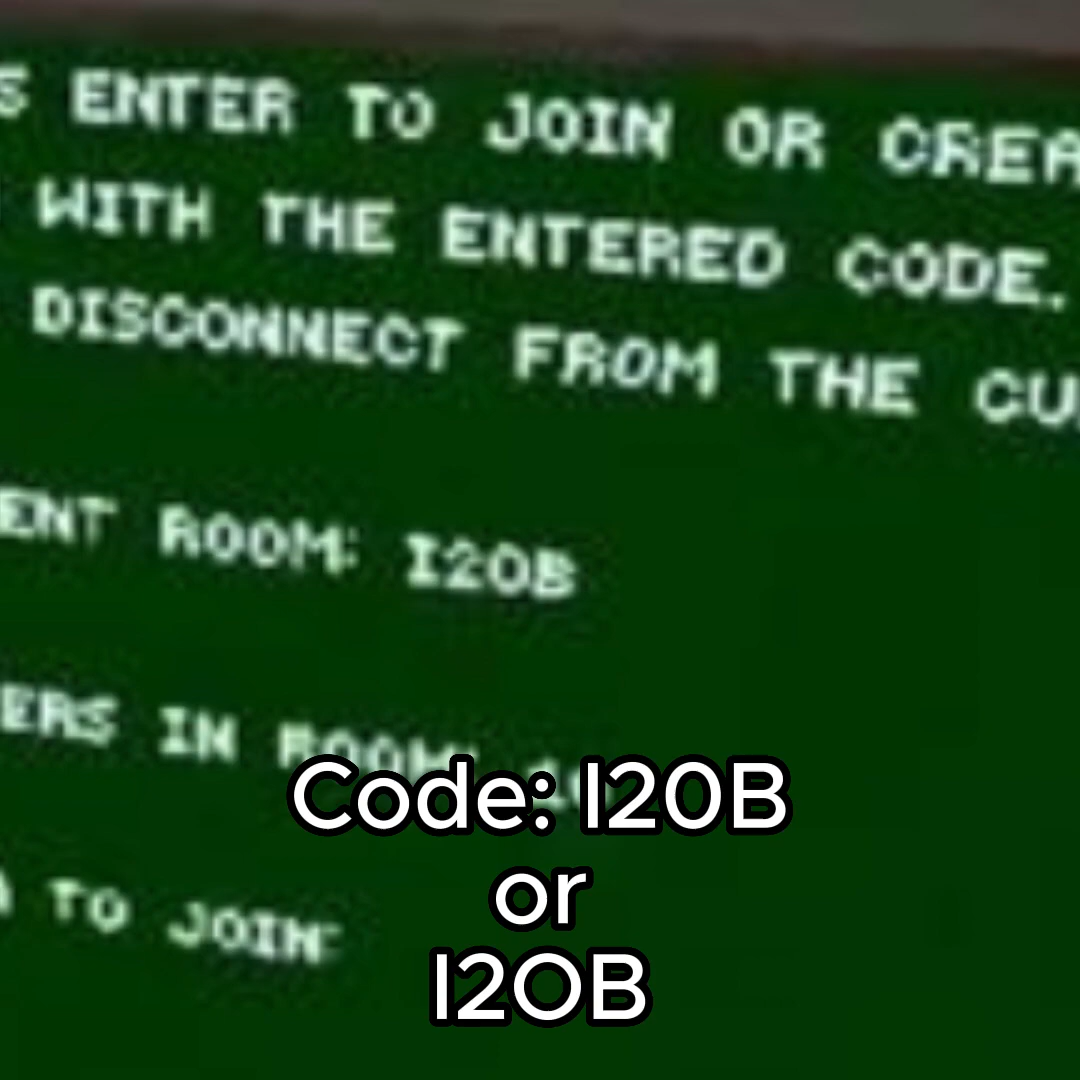 ENTER TO JOIN OR CREA
WITH THE ENTERED CODE.
DISCONNECT FROM THE CU
ENT ROOM: I20B
ERS IN ROOM:
TO JOIN:
Code: I20B
or
I2OB